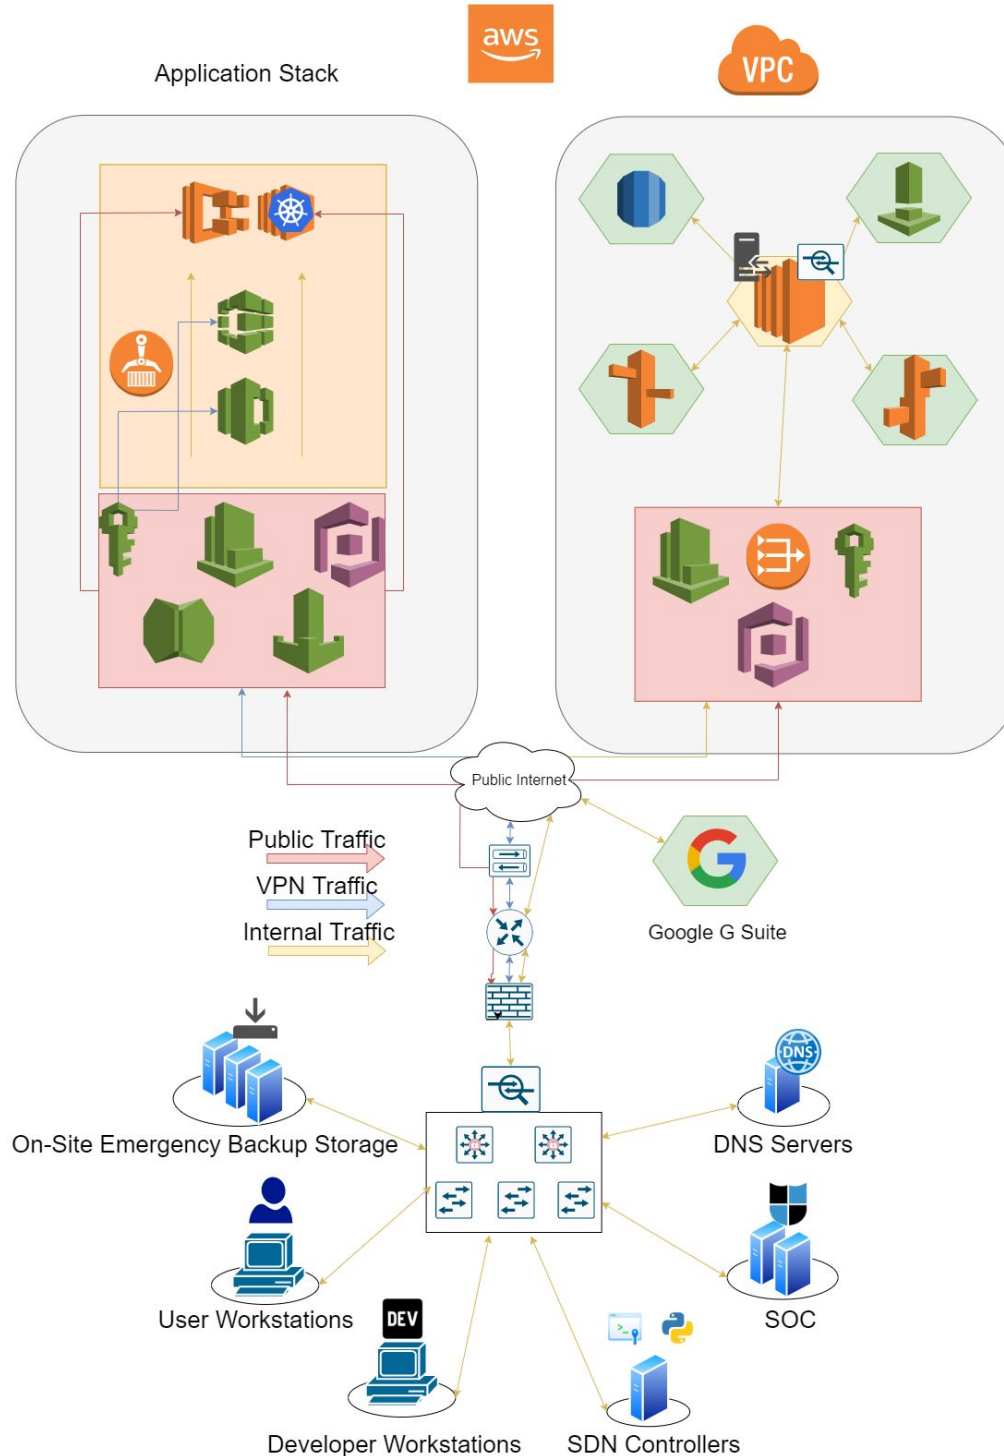 aws
VPC
Application Stack
Public Internet
Public Traffic
VPN Traffic
Internal Traffic
Google G Suite
DNS
On-Site Emergency Backup Storage
DNS Servers
User Workstations
SOC
DEV
>_
Developer Workstations
SDN Controllers